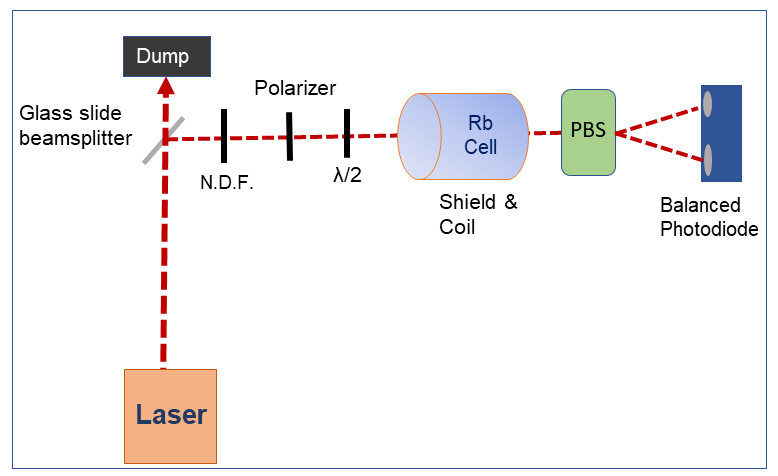 Dump
Polarizer
Glass slide
beamsplitter
Rb
Cell
PBS
N.D.F.
λ/2
Shield &
Coil
Balanced
Photodiode
Laser